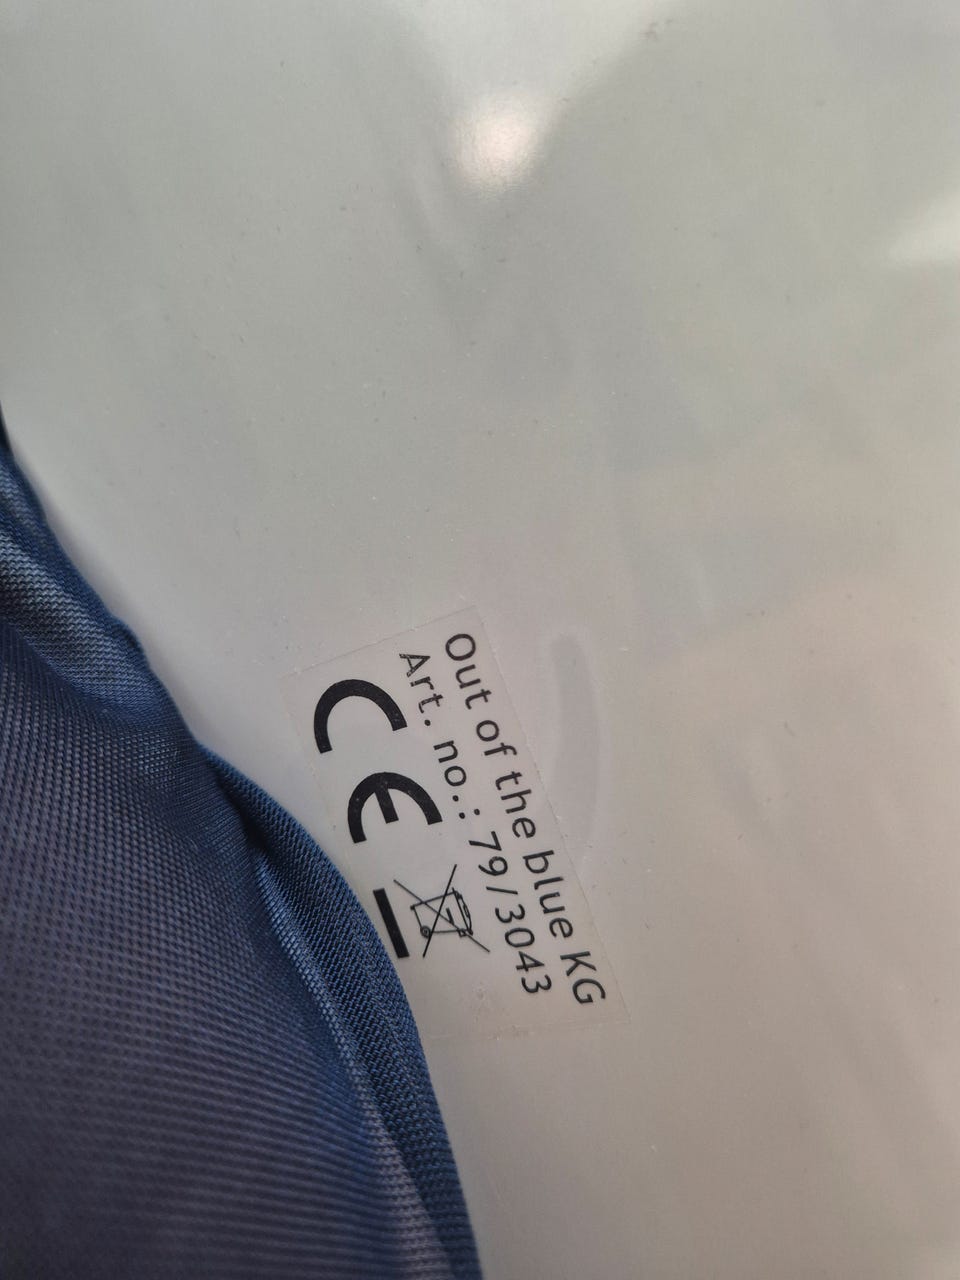 Out of the blue KG
Art. no.: 79/3043
CE